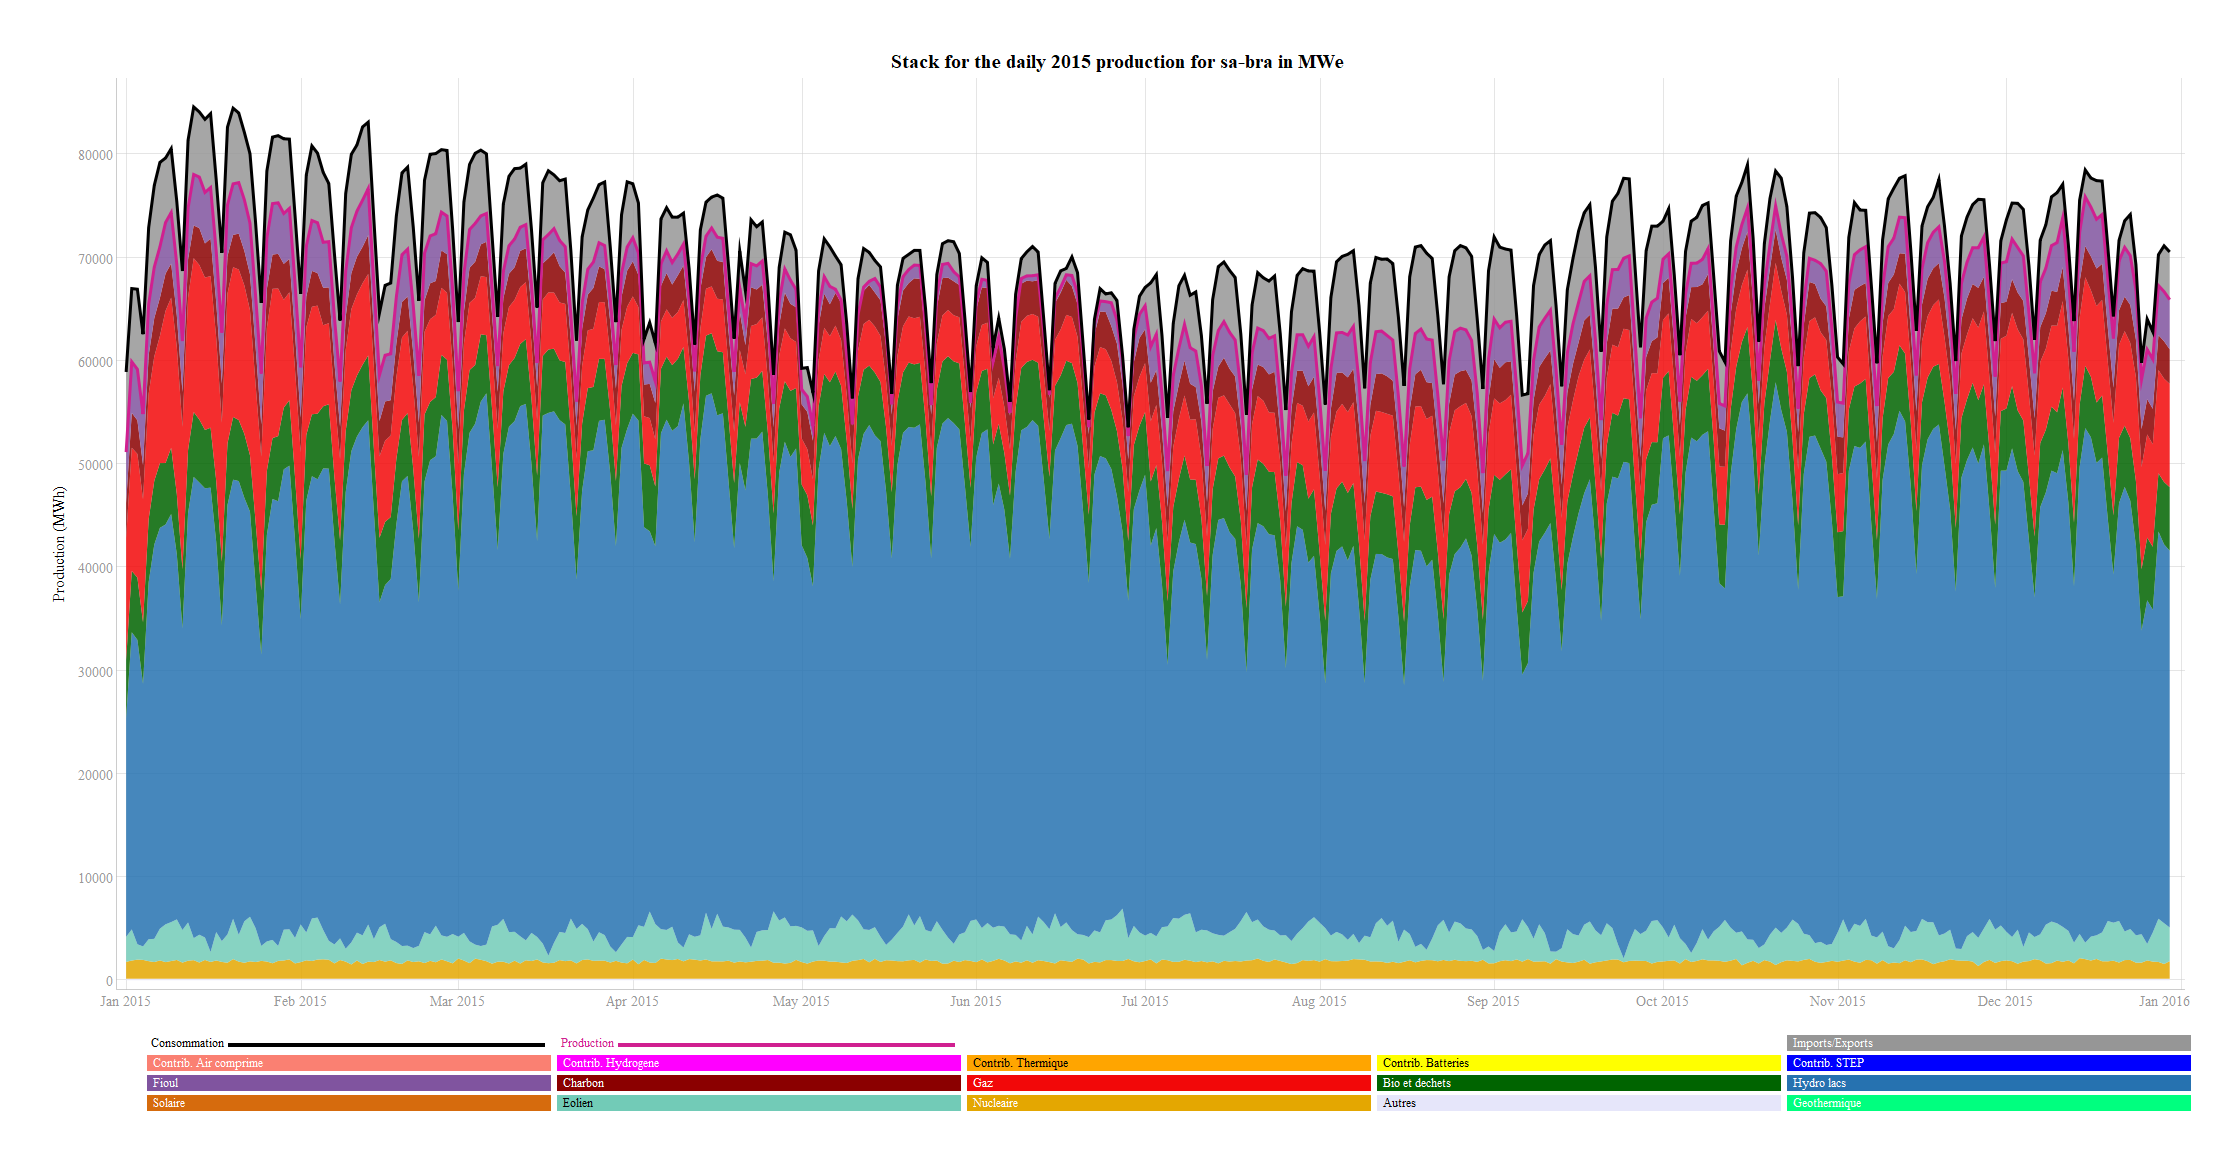 Stack for the daily 2015 production for sa-bra in MWe
Production (MWh)
80000
70000
60000
50000
40000
30000
20000
10000
0
Jan 2015 Feb 2015 Mar 2015 Apr 2015 May 2015 Jun 2015 Jul 2015 Aug 2015 Sep 2015 Oct 2015 Nov 2015 Dec 2015 Jan 2016
Consommation Production Imports/Exports
Contrib. Air comprime Contrib. Hydrogene Contrib. Thermique Contrib. Batteries Contrib. STEP
Fioul Charbon Gaz Bio et dechets Hydro lacs
Solaire Eolien Nucleaire Autres Geothermique